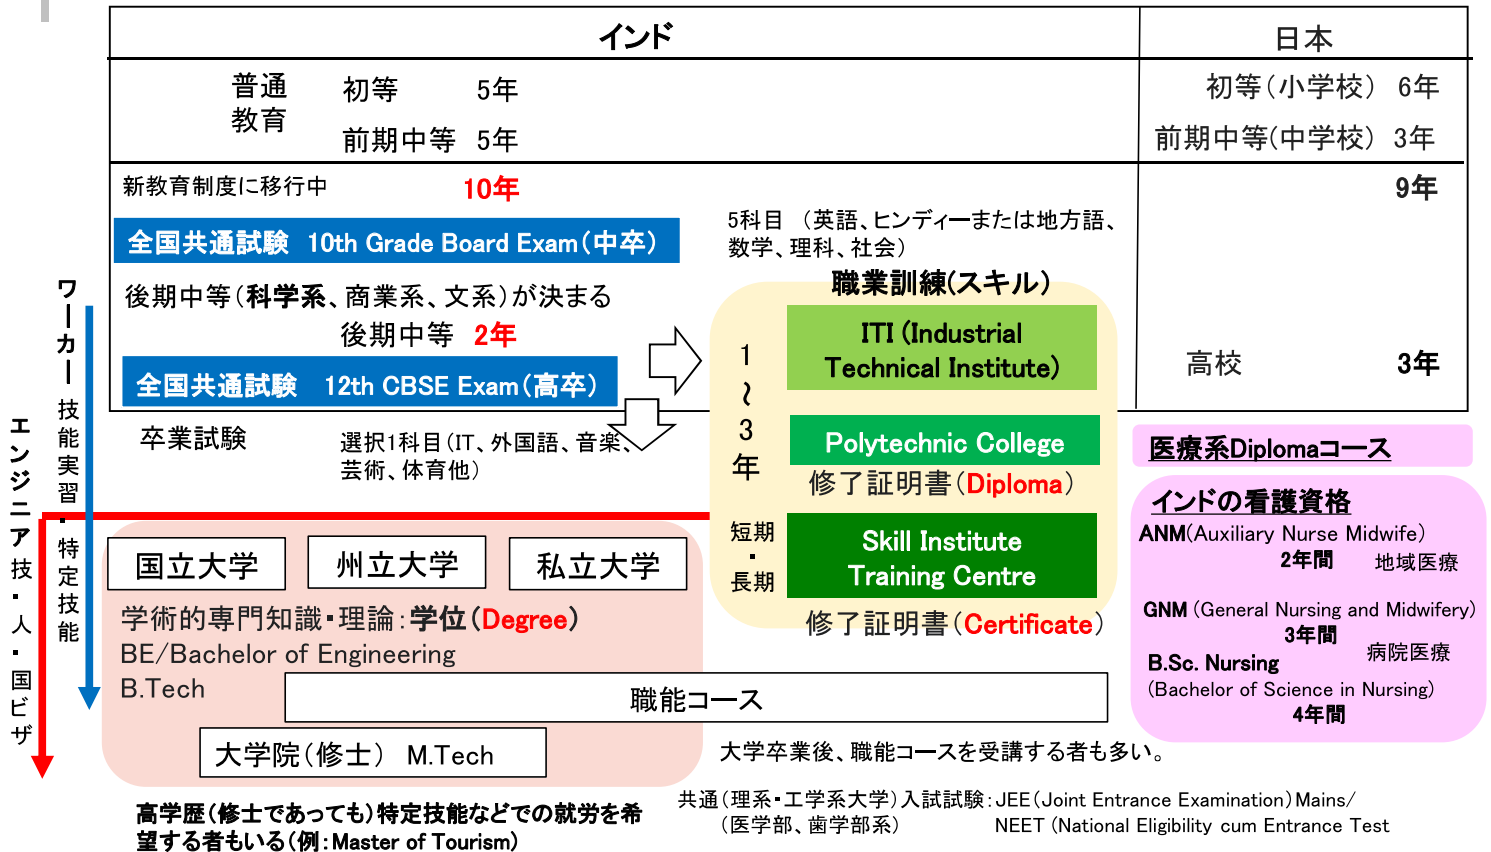 インド
日本
普通
教育
初等 5年
前期中等 5年
初等（小学校） 6年
前期中等(中学校） 3年
新教育制度に移行中 10年
9年
全国共通試験 10th Grade Board Exam（中卒）
5科目 （英語、ヒンディーまたは地方語、
数学、理科、社会）
後期中等（科学系、商業系、文系）が決まる
後期中等 2年
全国共通試験 12th CBSE Exam（高卒）
高校 3年
卒業試験
選択1科目（IT、外国語、音楽、
芸術、体育他）
職業訓練(スキル）
1～3年
ITI （Industrial
Technical Institute）
Polytechnic College
修了証明書（Diploma）
短期・長期
Skill Institute
Training Centre
修了証明書（Certificate）
ワーカー 技能実習・特定技能
エンジニア 技・人・国ビザ
国立大学
州立大学
私立大学
学術的専門知識・理論：学位（Degree）
BE/Bachelor of Engineering
B.Tech
職能コース
大学院（修士） M.Tech
大学卒業後、職能コースを受講する者も多い。
医療系Diplomaコース
インドの看護資格
ANM(Auxiliary Nurse Midwife）
2年間 地域医療
GNM （General Nursing and Midwifery）
3年間
病院医療
B.Sc. Nursing
（Bachelor of Science in Nursing）
4年間
高学歴（修士であっても）特定技能などでの就労を希
望する者もいる（例：Master of Tourism）
共通（理系・工学系大学）入試試験：JEE（Joint Entrance Examination）Mains/
（医学部、歯学部系） NEET （National Eligibility cum Entrance Test